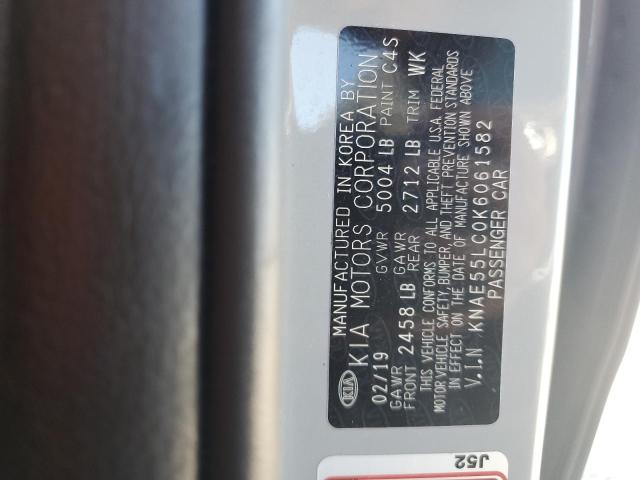 MANUFACTURED IN KOREA BY
KIA KIA MOTORS CORPORATION
02/19 GVWR 5004 LB PAINT C4S
GAWR FRONT 2458 LB GAWR REAR 2712 LB TRIM WK
THIS VEHICLE CONFORMS TO ALL APPLICABLE U.S.A. FEDERAL
MOTOR VEHICLE SAFETY, BUMPER, AND THEFT PREVENTION STANDARDS
IN EFFECT ON THE DATE OF MANUFACTURE SHOWN ABOVE
V.I.N KNAE55LC0K6061582
PASSENGER CAR
J52